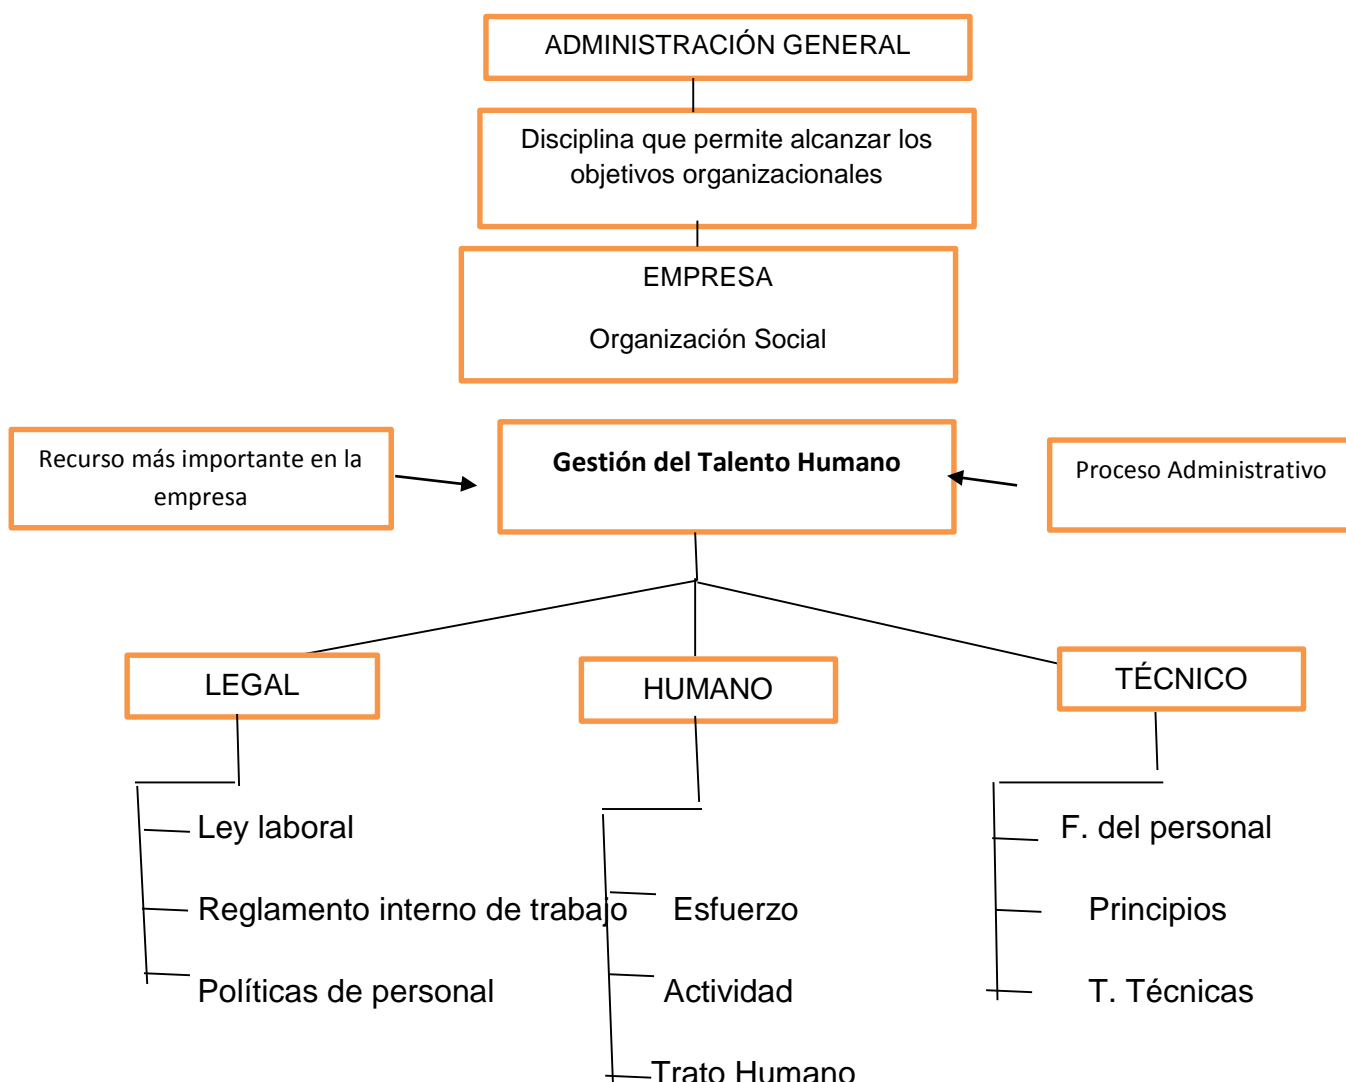 ADMINISTRACIÓN GENERAL
Disciplina que permite alcanzar los
objetivos organizacionales
EMPRESA
Organización Social
Recurso más importante en la
empresa
Gestión del Talento Humano
Proceso Administrativo
LEGAL
HUMANO
TÉCNICO
Ley laboral
Reglamento interno de trabajo
Políticas de personal
Esfuerzo
Actividad
Trato Humano
F. del personal
Principios
T. Técnicas